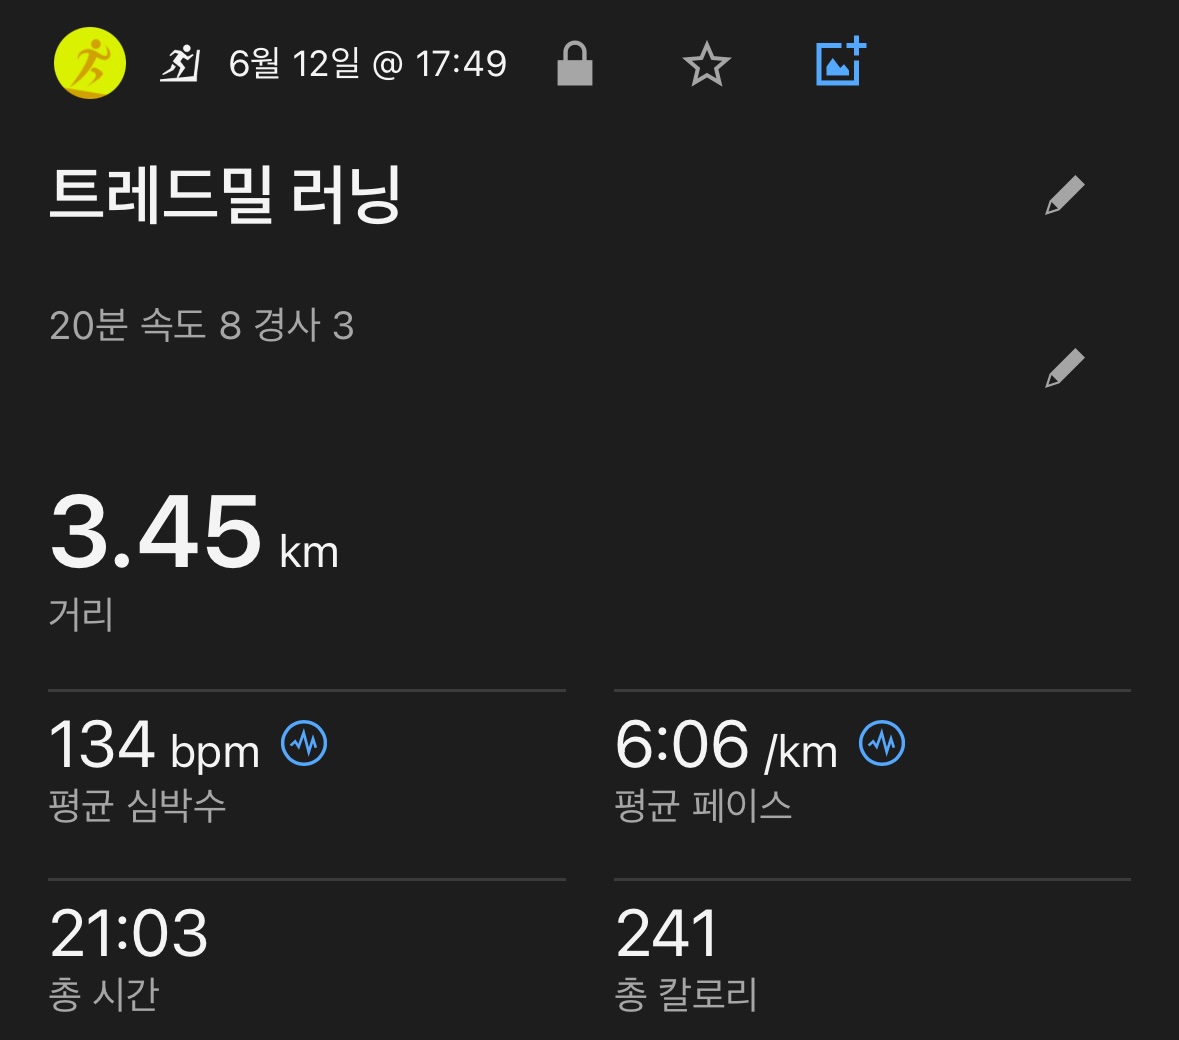 6월 12일 @ 17:49
트레드밀 러닝
20분 속도 8 경사 3
3.45 km
거리
134 bpm
평균 심박수
6:06 /km
평균 페이스
21:03
총 시간
241
총 칼로리